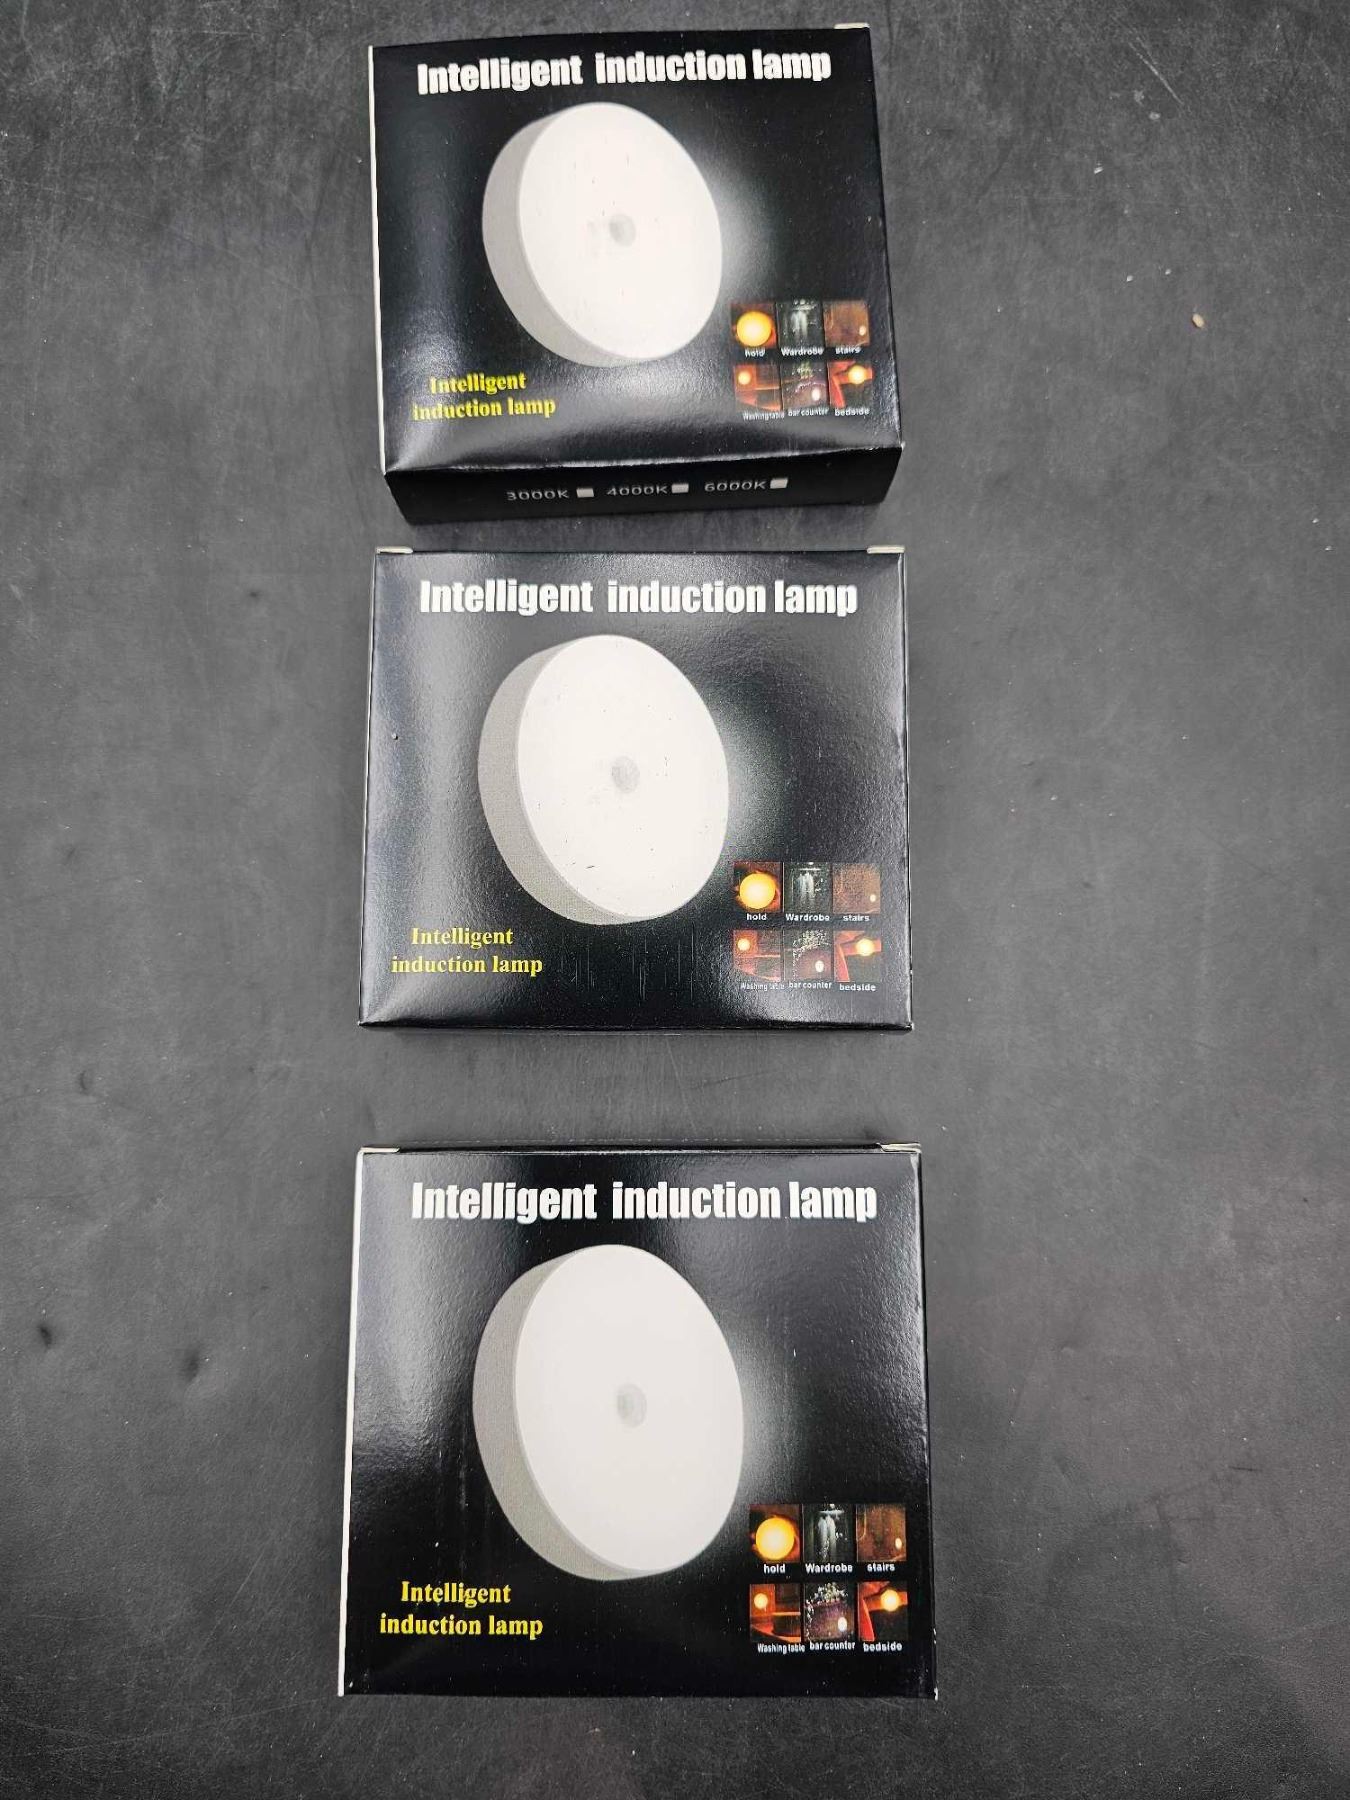 Intelligent induction lamp
hold Wardrobe stairs
Intelligent
induction lamp
Washing table bar counter bedside
3000K 4000K 6000K
Intelligent induction lamp
hold Wardrobe stairs
Intelligent
induction lamp
Washing table bar counter bedside
Intelligent induction lamp
hold Wardrobe stairs
Intelligent
induction lamp
Washing table bar counter bedside